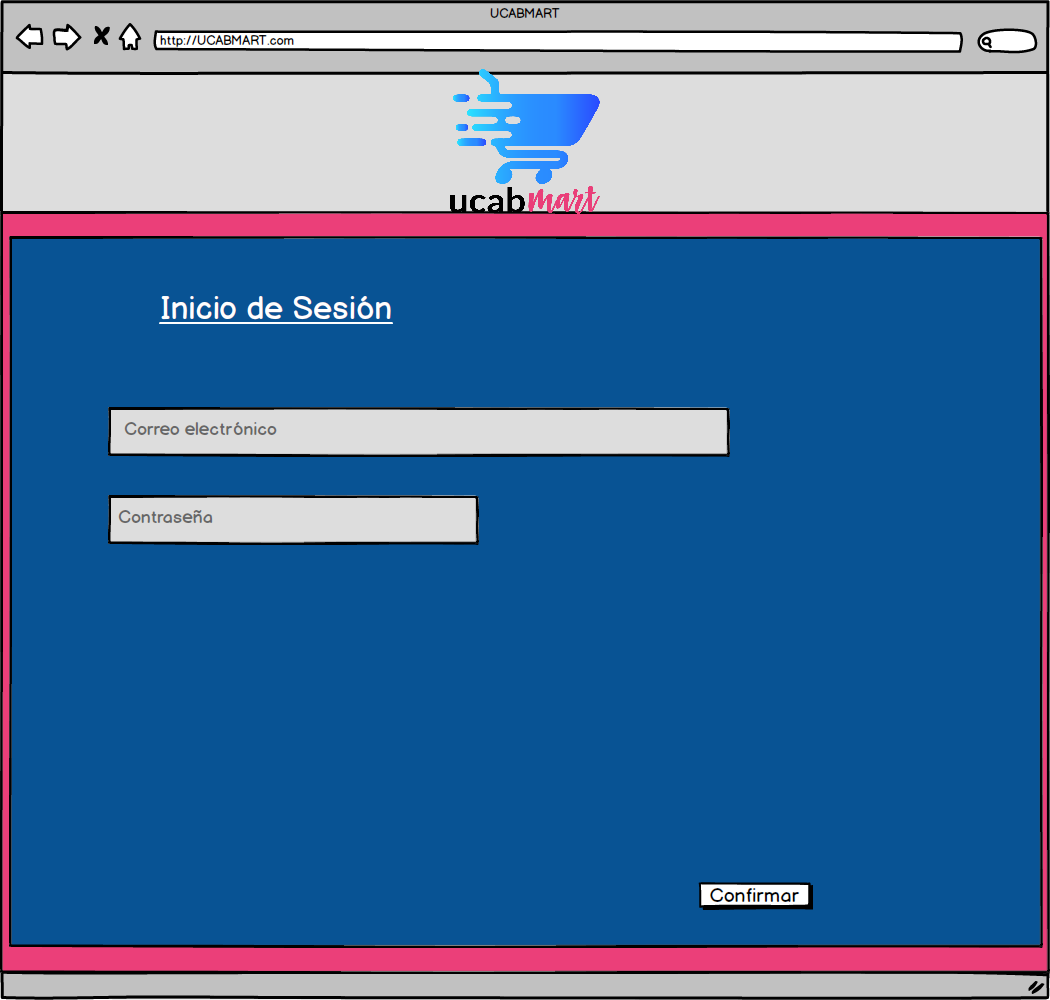 UCABMART
http://UCABMART.com
ucabmart
Inicio de Sesión
Correo electrónico
Contraseña
Confirmar